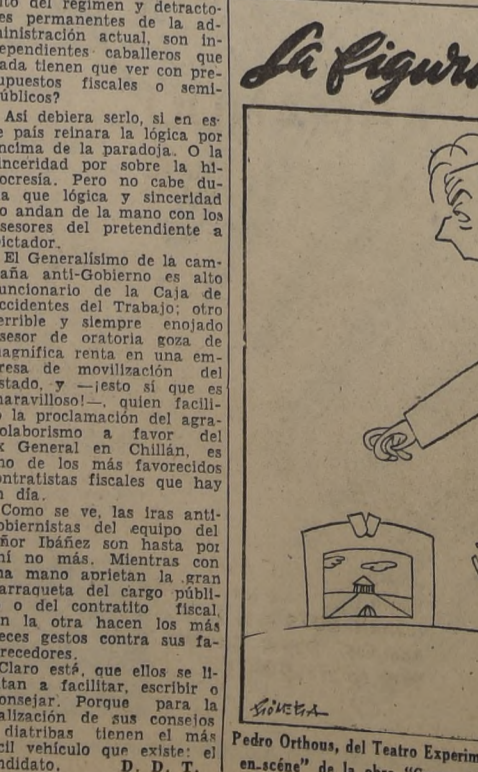 to del régimen y detracto-
es permanentes de la ad-
inistración actual, son in-
ependientes caballeros que
ada tienen que ver con pre-
upuestos fiscales o semi-
úblicos?
Así debiera serlo, si en es-
e país reinara la lógica por
ncima de la paradoja. O la
inceridad por sobre la hi-
ocresía. Pero no cabe du-
a que lógica y sinceridad
o andan de la mano con los
sesores del pretendiente a
ictador.
El Generalísimo de la cam-
aña anti-Gobierno es alto
uncionario de la Caja de
ccidentes del Trabajo; otro
errible y siempre enojado
sesor de oratoria goza de
agnífica renta en una em-
resa de movilización del
stado, y —¡esto sí que es
aravilloso!—, quien facili-
ó la proclamación del agra-
olaborismo a favor del
x General en Chillán, es
no de los más favorecidos
ontratistas fiscales que hay
n día.
Como se ve, las iras anti-
obiernistas del equipo del
ñor Ibáñez son hasta por
hí no más. Mientras con
na mano aprietan la gran
arraqueta del cargo públi-
o del contratito fiscal,
n la otra hacen los más
eces gestos contra sus fa-
recedores.
Claro está, que ellos se li-
tan a facilitar, escribir o
onsejar. Porque para la
alización de sus consejos
diatribas tienen el más
cil vehículo que existe: el
ndidato.
D. D. T.
La figura
Pedro Orthous, del Teatro Experim
en-scéne" de la obra